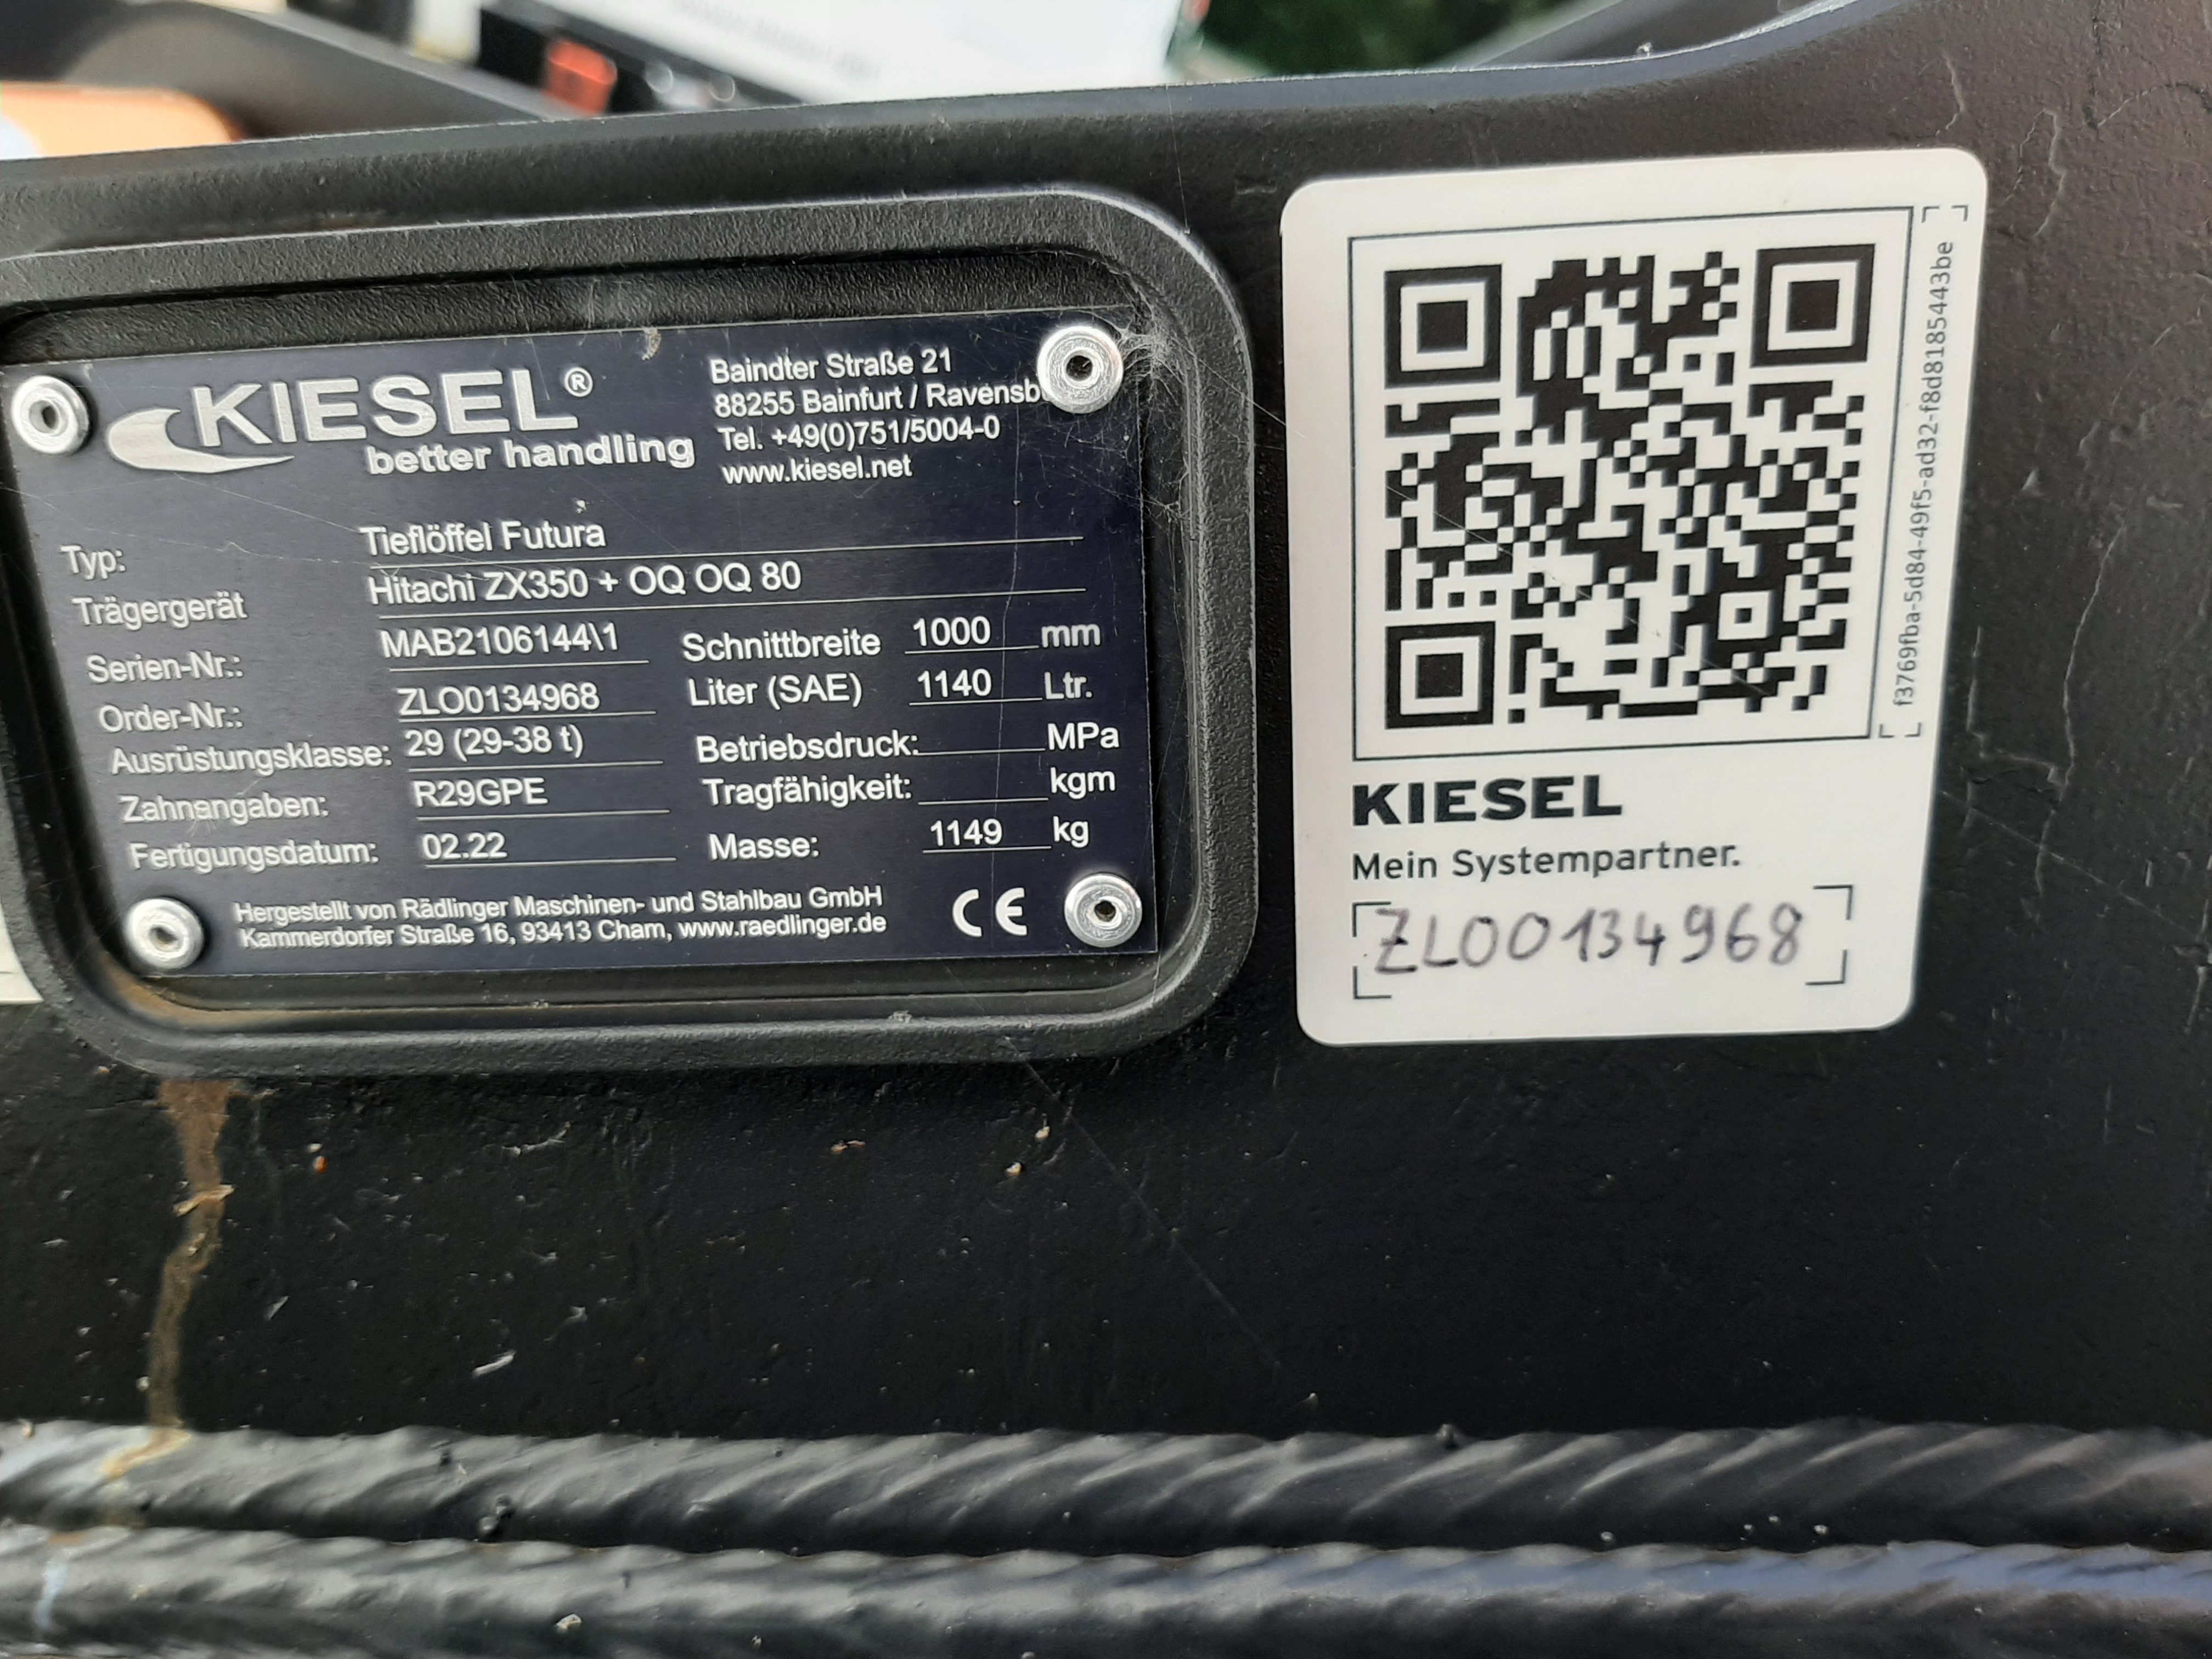 KIESEL®
better handling
Baindter Straße 21
88255 Bainfurt / Ravensb
Tel. +49(0)751/5004-0
www.kiesel.net
Typ: Tieflöffel Futura
Trägergerät Hitachi ZX350 + OQ OQ 80
Serien-Nr.: MAB2106144\1 Schnittbreite 1000 mm
Order-Nr.: ZLO0134968 Liter (SAE) 1140 Ltr.
Ausrüstungsklasse: 29 (29-38 t) Betriebsdruck: MPa
Zahnangaben: R29GPE Tragfähigkeit: kgm
Fertigungsdatum: 02.22 Masse: 1149 kg
Hergestellt von Rädlinger Maschinen- und Stahlbau GmbH
Kammerdorfer Straße 16, 93413 Cham, www.raedlinger.de
CE
f3769fba-5d84-49f5-ad32-f8d8185443be
KIESEL
Mein Systempartner.
ZLO0134968